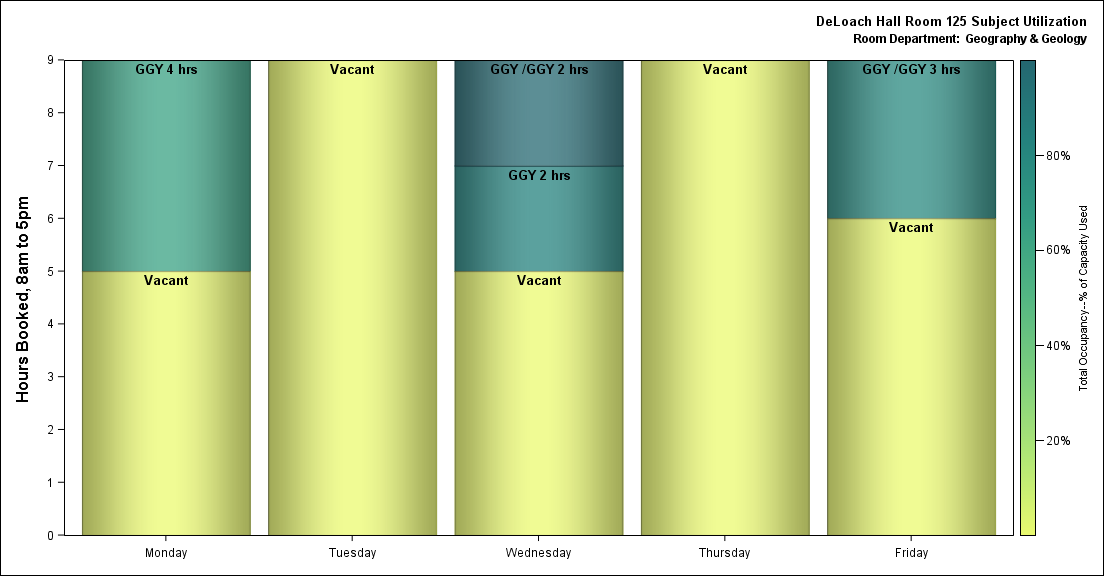 DeLoach Hall Room 125 Subject Utilization
Room Department: Geography & Geology
Hours Booked, 8am to 5pm
9
8
7
6
5
4
3
2
1
0
GGY 4 hrs
Vacant
Vacant
GGY /GGY 2 hrs
GGY 2 hrs
Vacant
Vacant
GGY /GGY 3 hrs
Vacant
Monday
Tuesday
Wednesday
Thursday
Friday
80%
60%
40%
20%
Total Occupancy--% of Capacity Used